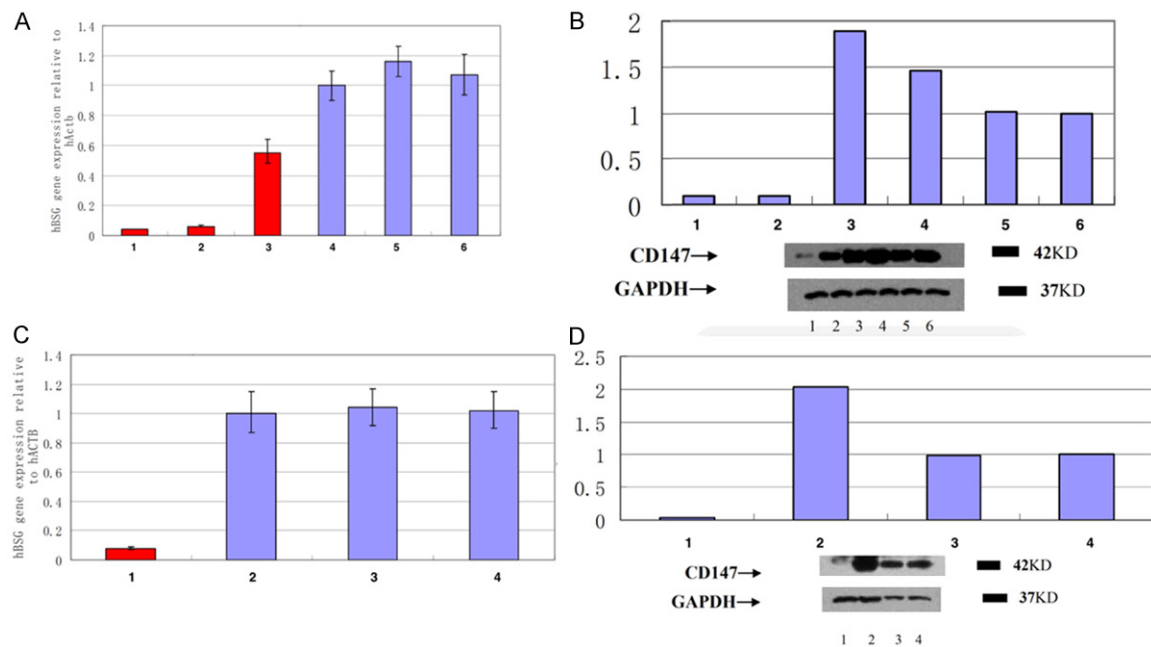 A
hBSG gene expression relative to
hActb
1.4
1.2
1
0.8
0.6
0.4
0.2
0
1 2 3 4 5 6
B
2
1.5
1
0.5
0
1 2 3 4 5 6
CD147→ 42KD
GAPDH→ 37KD
1 2 3 4 5 6
C
hBSG gene expression relative
to hACTB
1.4
1.2
1
0.8
0.6
0.4
0.2
0
1 2 3 4
D
2.5
2
1.5
1
0.5
0
1 2 3 4
CD147→ 42KD
GAPDH→ 37KD
1 2 3 4